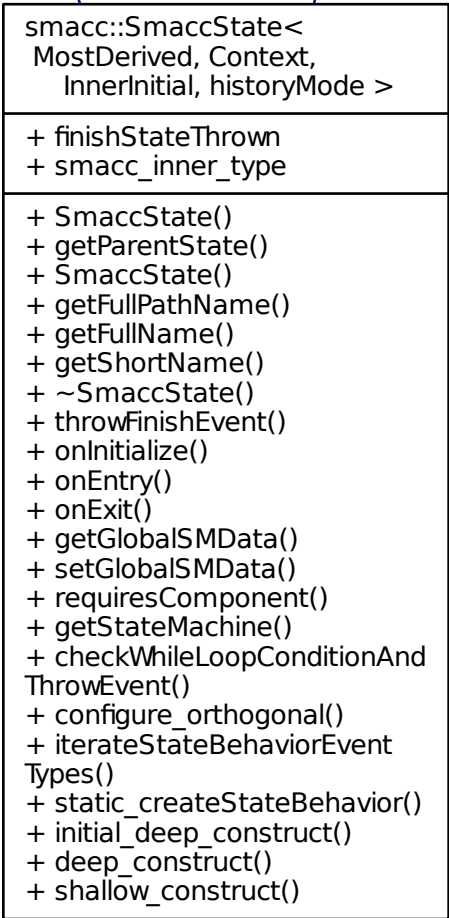 smacc::SmaccState<
MostDerived, Context,
InnerInitial, historyMode >
+ finishStateThrown
+ smacc_inner_type
+ SmaccState()
+ getParentState()
+ SmaccState()
+ getFullPathName()
+ getFullName()
+ getShortName()
+ ~SmaccState()
+ throwFinishEvent()
+ onInitialize()
+ onEntry()
+ onExit()
+ getGlobalSMData()
+ setGlobalSMData()
+ requiresComponent()
+ getStateMachine()
+ checkWhileLoopConditionAnd
ThrowEvent()
+ configure_orthogonal()
+ iterateStateBehaviorEvent
Types()
+ static_createStateBehavior()
+ initial_deep_construct()
+ deep_construct()
+ shallow_construct()